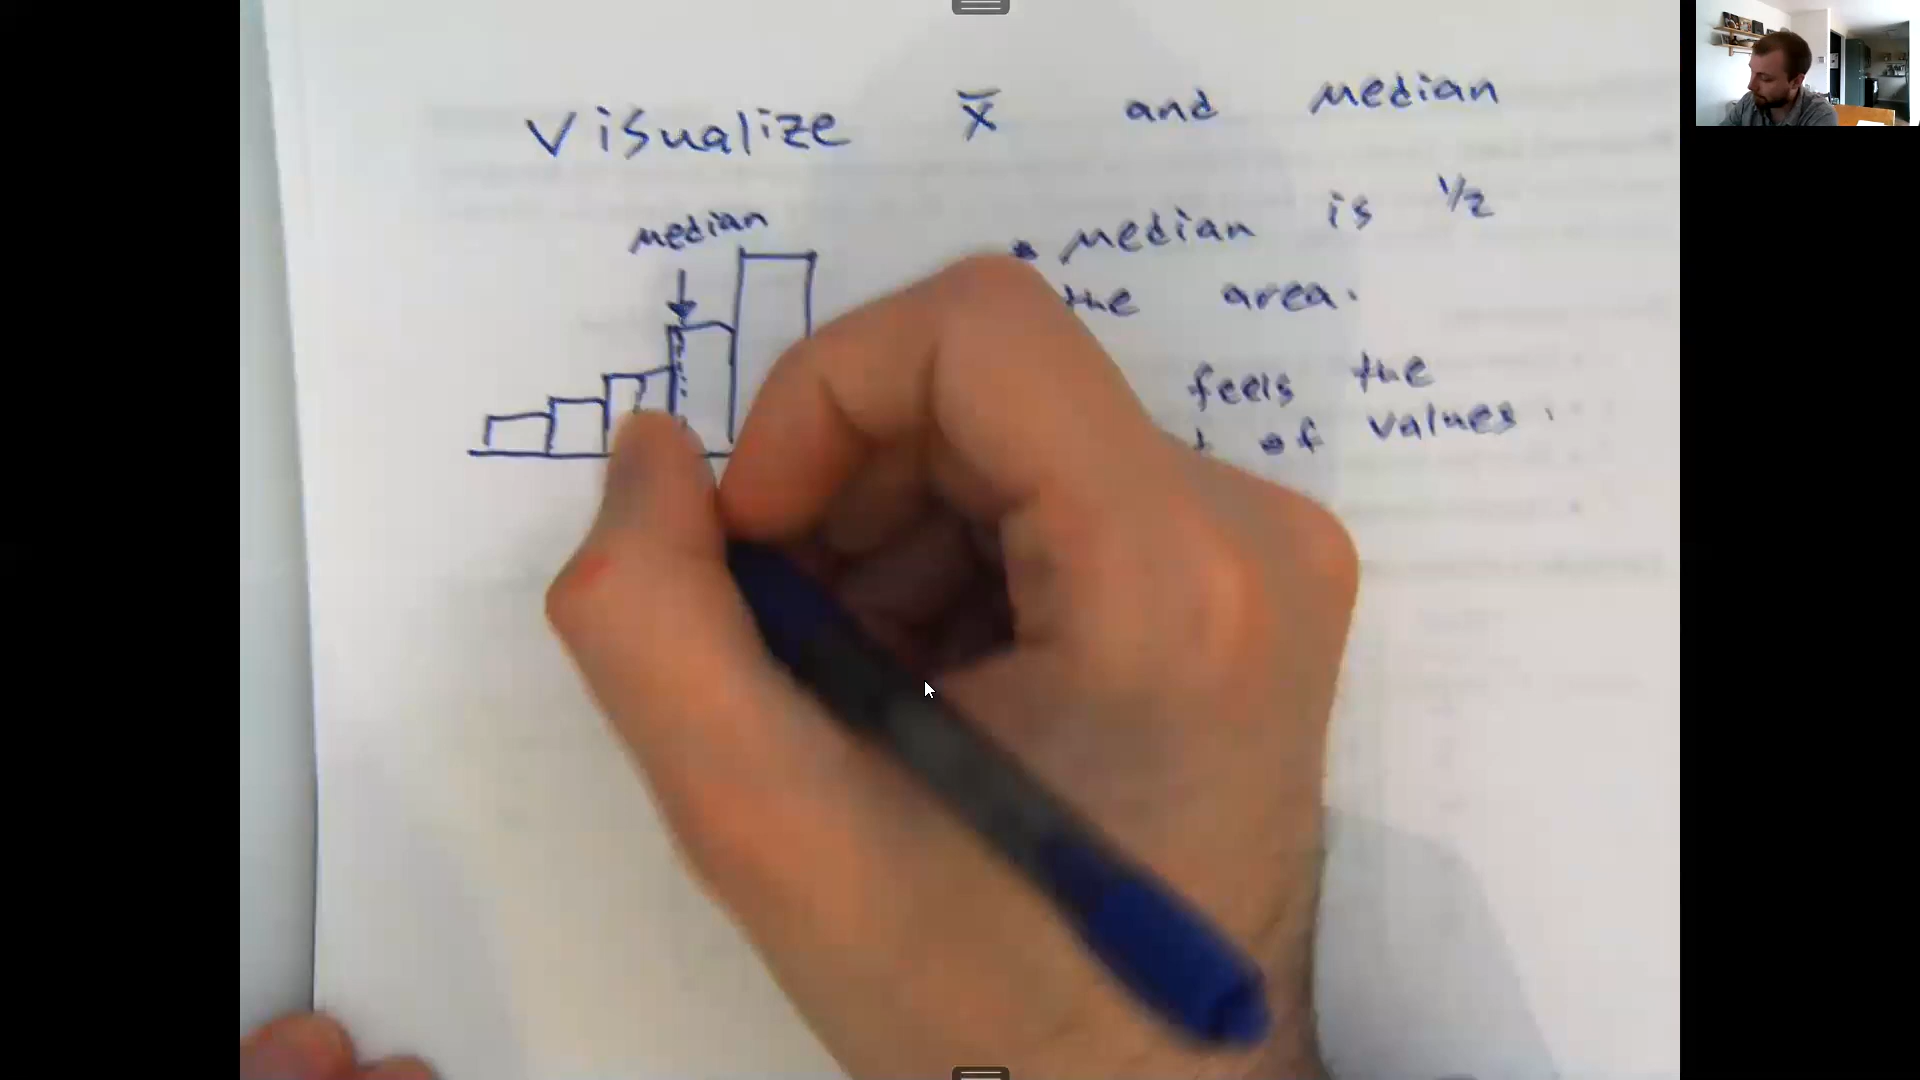 Visualize x̄ and median
median
• median is 1/2
the area.
feels the
of values.